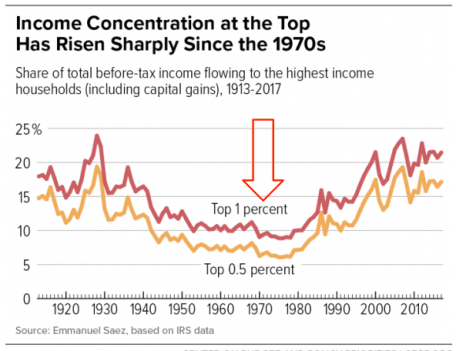 Income Concentration at the Top
Has Risen Sharply Since the 1970s
Share of total before-tax income flowing to the highest income
households (including capital gains), 1913-2017
25%
20
15
10
5
0
Top 1 percent
Top 0.5 percent
1920 1930 1940 1950 1960 1970 1980 1990 2000 2010
Source: Emmanuel Saez, based on IRS data